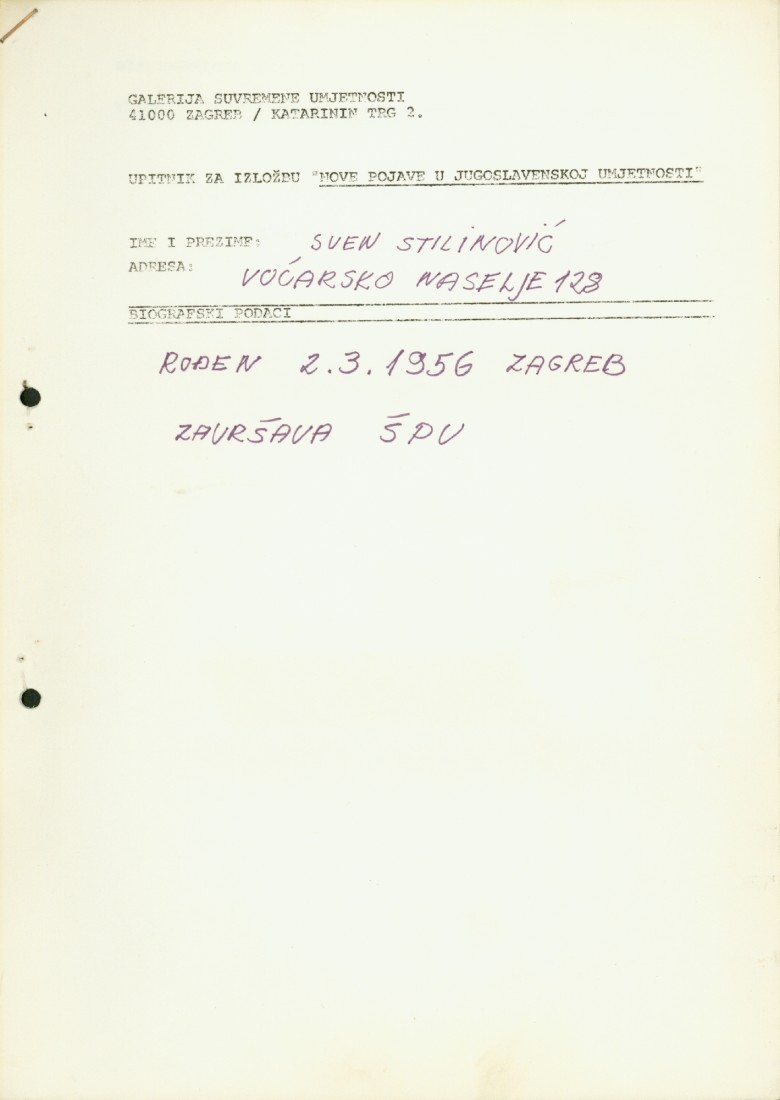 GALERIJA SUVREMENE UMJETNOSTI
41000 ZAGREB / KATARININ TRG 2.
UPITNIK ZA IZLOŽBU "NOVE POJAVE U JUGOSLAVENSKOJ UMJETNOSTI"
IME I PREZIME: SVEN STILINOVIĆ
ADRESA: VOĆARSKO NASELJE 128
BIOGRAFSKI PODACI
ROĐEN 2.3.1956 ZAGREB
ZAVRŠAVA ŠPU